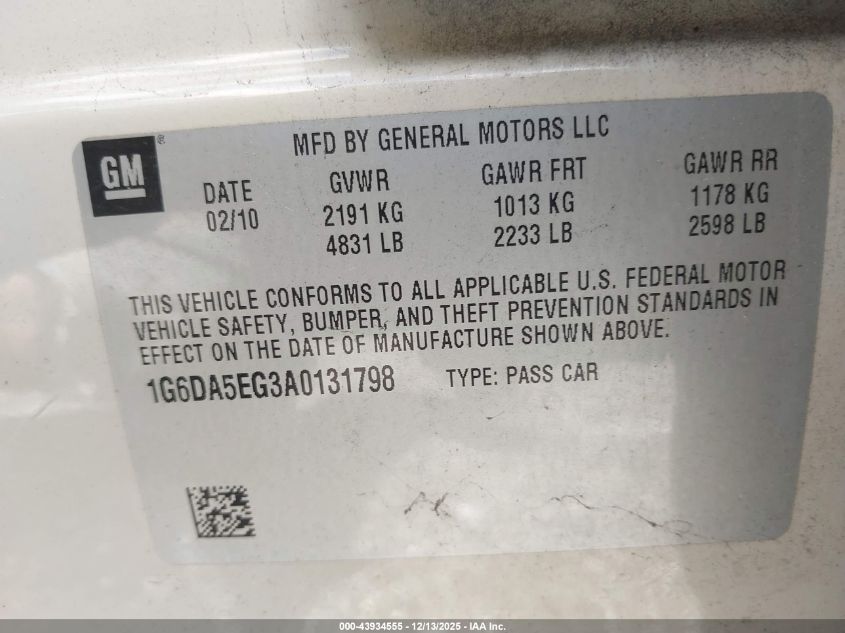 GM®
MFD BY GENERAL MOTORS LLC
DATE GVWR GAWR FRT GAWR RR
02/10 2191 KG 1013 KG 1178 KG
4831 LB 2233 LB 2598 LB
THIS VEHICLE CONFORMS TO ALL APPLICABLE U.S. FEDERAL MOTOR
VEHICLE SAFETY, BUMPER, AND THEFT PREVENTION STANDARDS IN
EFFECT ON THE DATE OF MANUFACTURE SHOWN ABOVE.
1G6DA5EG3A0131798 TYPE: PASS CAR
000-43934555 - 12/13/2025 - IAA Inc.